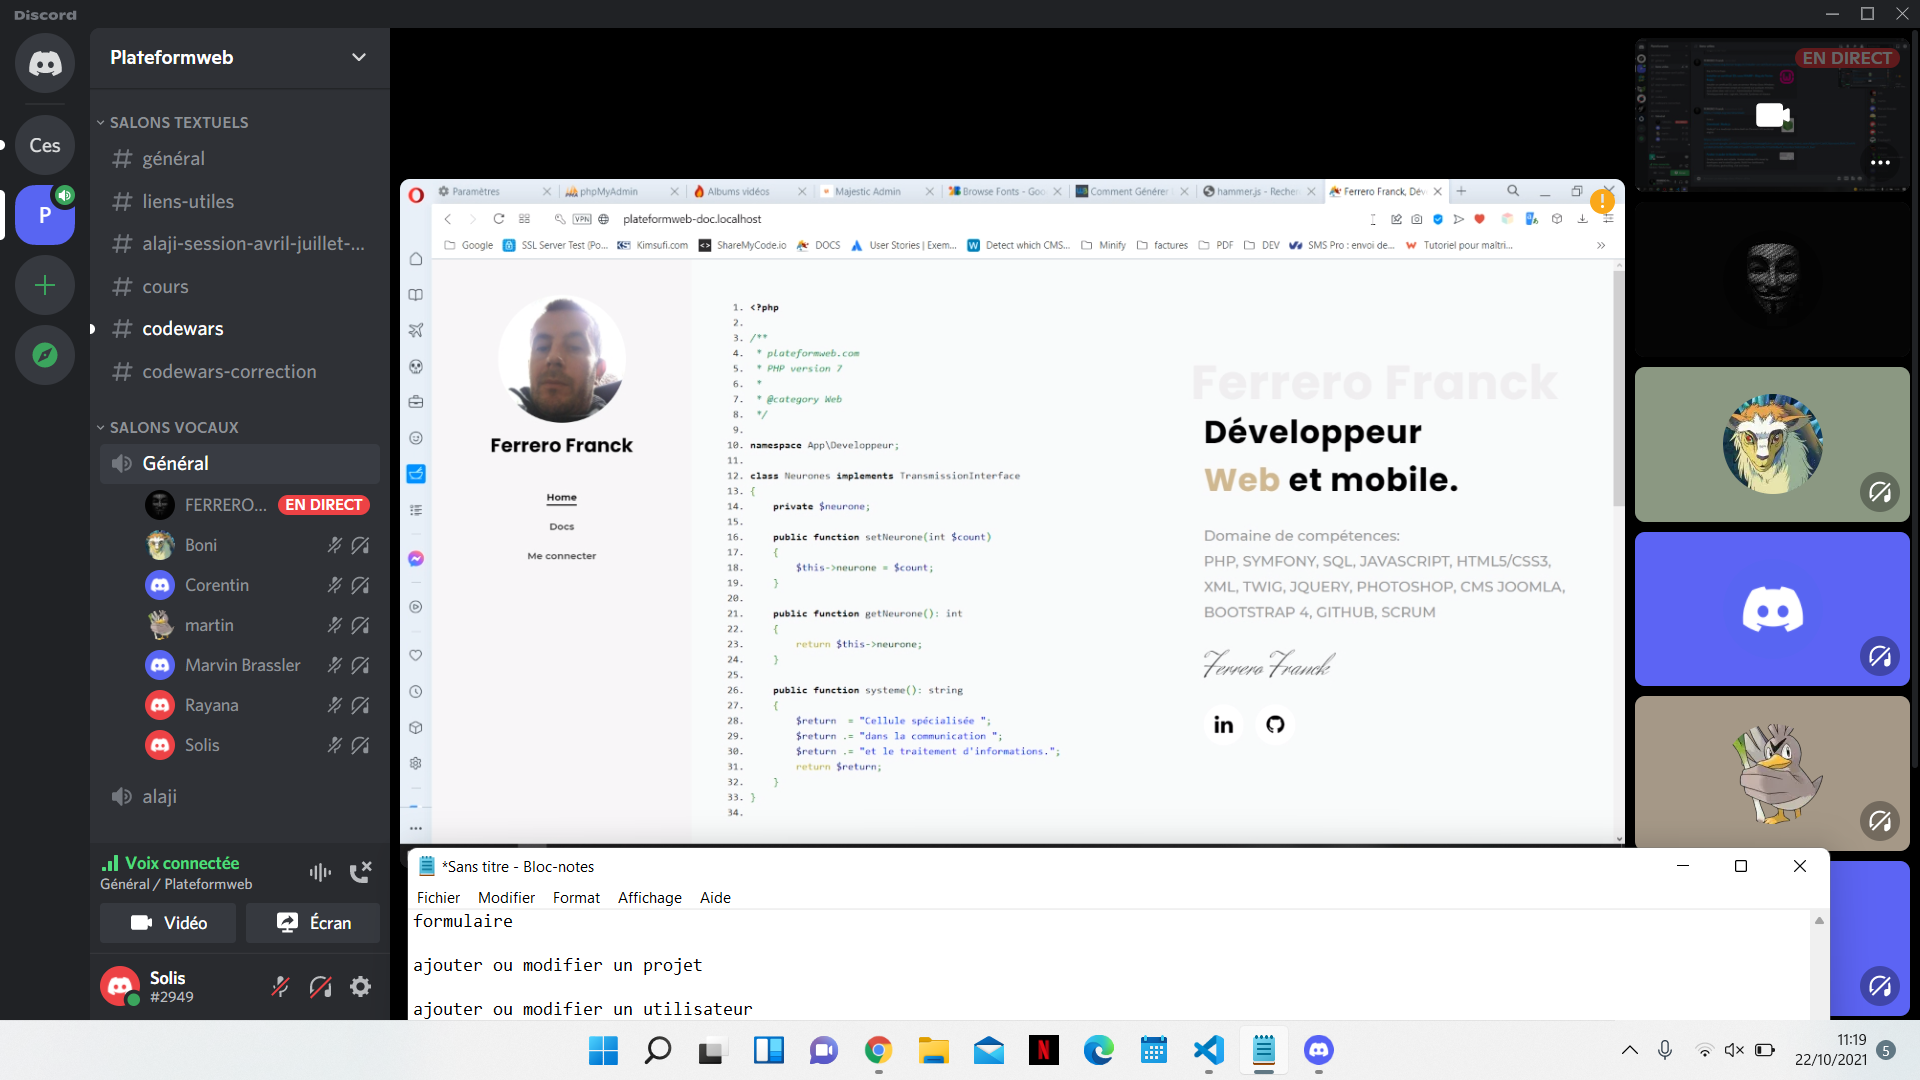 Discord
Plateformweb
SALONS TEXTUELS
Ces
général
P
liens-utiles
alaji-session-avril-juillet-...
cours
codewars
codewars-correction
SALONS VOCAUX
Général
FERRERO... EN DIRECT
Boni
Corentin
martin
Marvin Brassler
Rayana
Solis
alaji
Voix connectée
Général / Plateformweb
Vidéo Écran
Solis
#2949
Paramètres phpMyAdmin Albums vidéos Majestic Admin Browse Fonts - Goo Comment Générer hammer.js - Recher Ferrero Franck, Dév
VPN plateformweb-doc.localhost
Google SSL Server Test (Po... Kimsufi.com ShareMyCode.io DOCS User Stories | Exem... Detect which CMS... Minify factures PDF DEV SMS Pro : envoi de... Tutoriel pour maîtri...
Ferrero Franck
Home
Docs
Me connecter
1. <?php
2.
3. /**
4. * plateformweb.com
5. * PHP version 7
6. *
7. * @category Web
8. */
9.
10. namespace App\Developpeur;
11.
12. class Neurones implements TransmissionInterface
13. {
14. private $neurone;
15.
16. public function setNeurone(int $count)
17. {
18. $this->neurone = $count;
19. }
20.
21. public function getNeurone(): int
22. {
23. return $this->neurone;
24. }
25.
26. public function systeme(): string
27. {
28. $return = "Cellule spécialisée ";
29. $return .= "dans la communication ";
30. $return .= "et le traitement d'informations.";
31. return $return;
32. }
33. }
34.
Ferrero Franck
Développeur
Web et mobile.
Domaine de compétences:
PHP, SYMFONY, SQL, JAVASCRIPT, HTML5/CSS3,
XML, TWIG, JQUERY, PHOTOSHOP, CMS JOOMLA,
BOOTSTRAP 4, GITHUB, SCRUM
Ferrero Franck
in
EN DIRECT
*Sans titre - Bloc-notes
Fichier Modifier Format Affichage Aide
formulaire
ajouter ou modifier un projet
ajouter ou modifier un utilisateur
11:19
22/10/2021
5